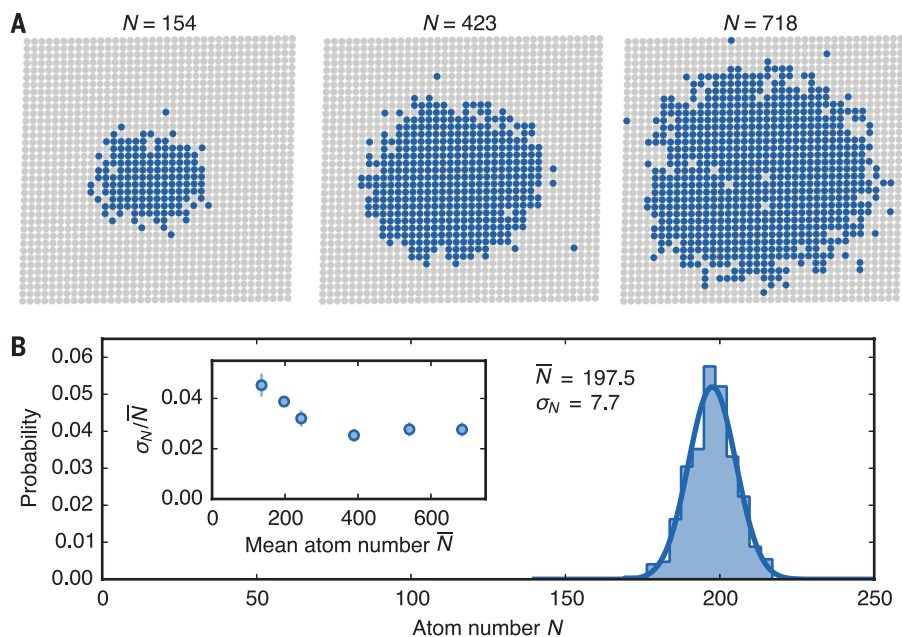 A
N = 154
N = 423
N = 718
B
Probability
0.06
0.05
0.04
0.03
0.02
0.01
0.00
0
50
100
150
200
250
Atom number N
σN/N̅
0.04
0.02
0.00
0
200
400
600
Mean atom number N̅
N̅ = 197.5
σN = 7.7